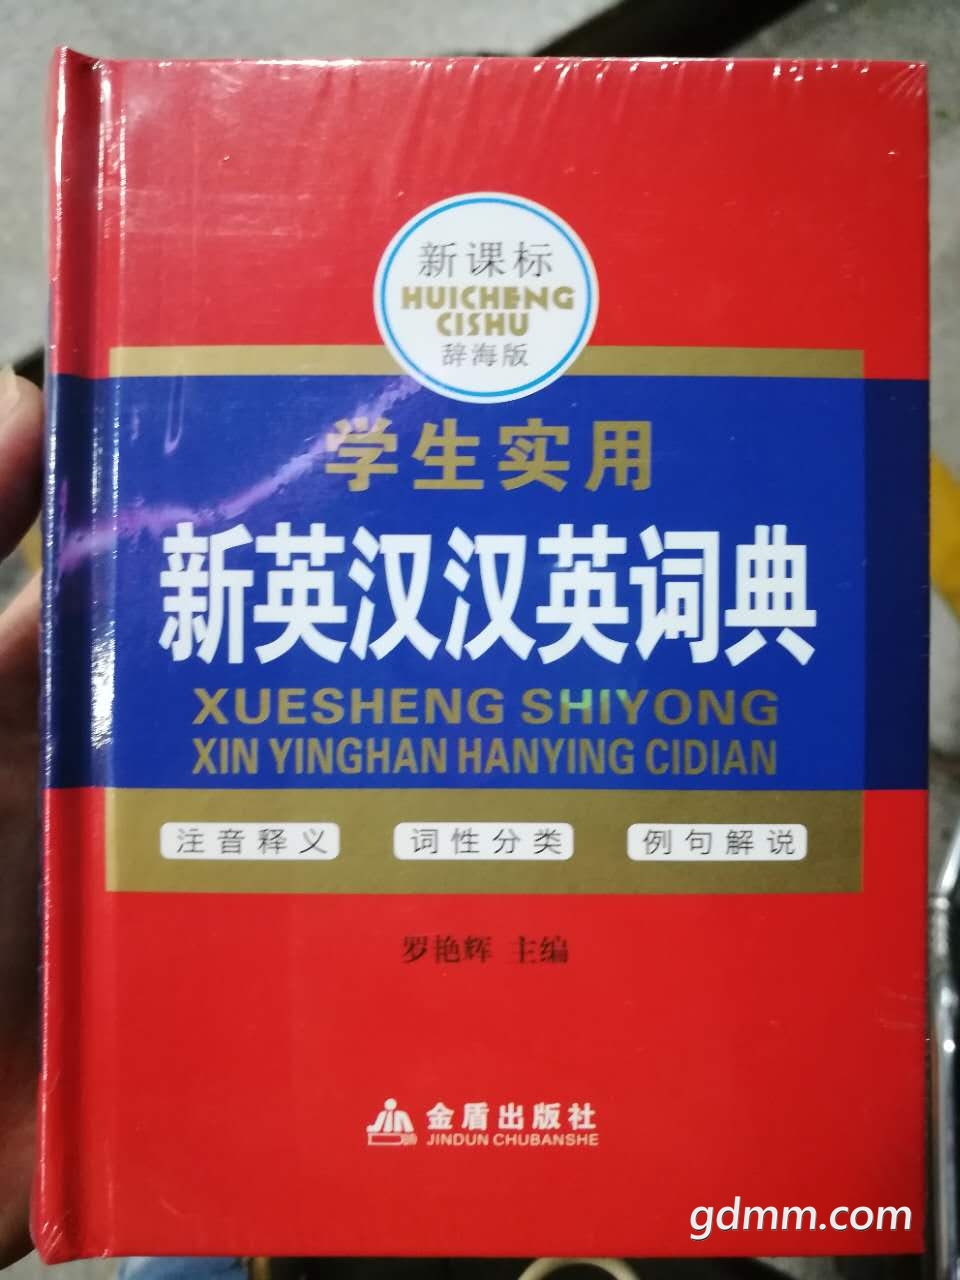 新课标
HUICHENG
CISHU
辞海版
学生实用
新英汉汉英词典
XUESHENG SHIYONG
XIN YINGHAN HANYING CIDIAN
注音释义 词性分类 例句解说
罗艳辉 主编
金盾出版社
JINDUN CHUBANSHE
gdmm.com